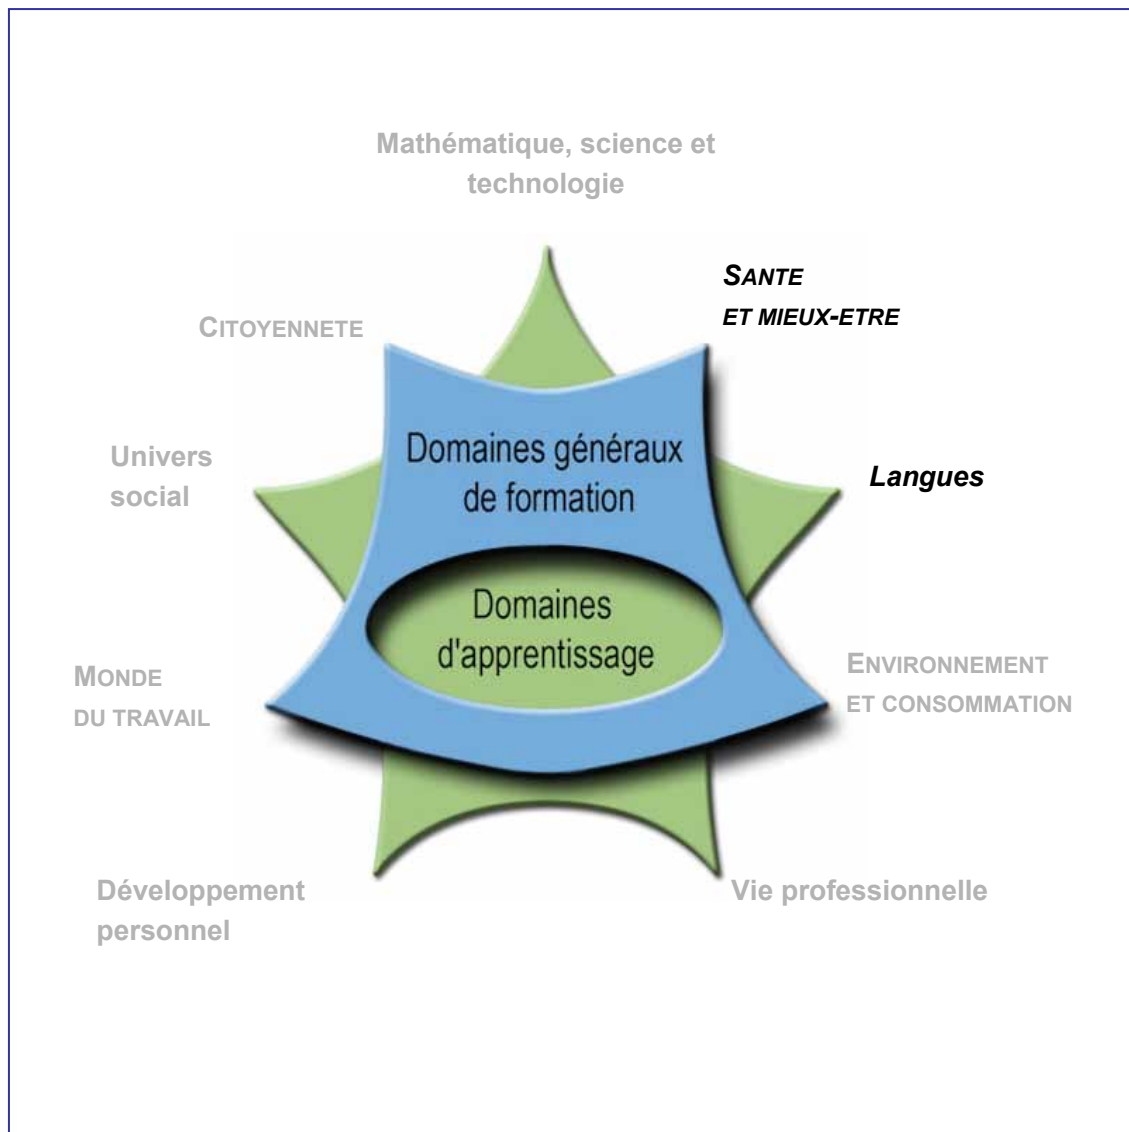 Mathématique, science et
technologie
SANTE
ET MIEUX-ETRE
CITOYENNETE
Domaines généraux
de formation
Univers
social
Langues
Domaines
d'apprentissage
MONDE
DU TRAVAIL
ENVIRONNEMENT
ET CONSOMMATION
Développement
personnel
Vie professionnelle